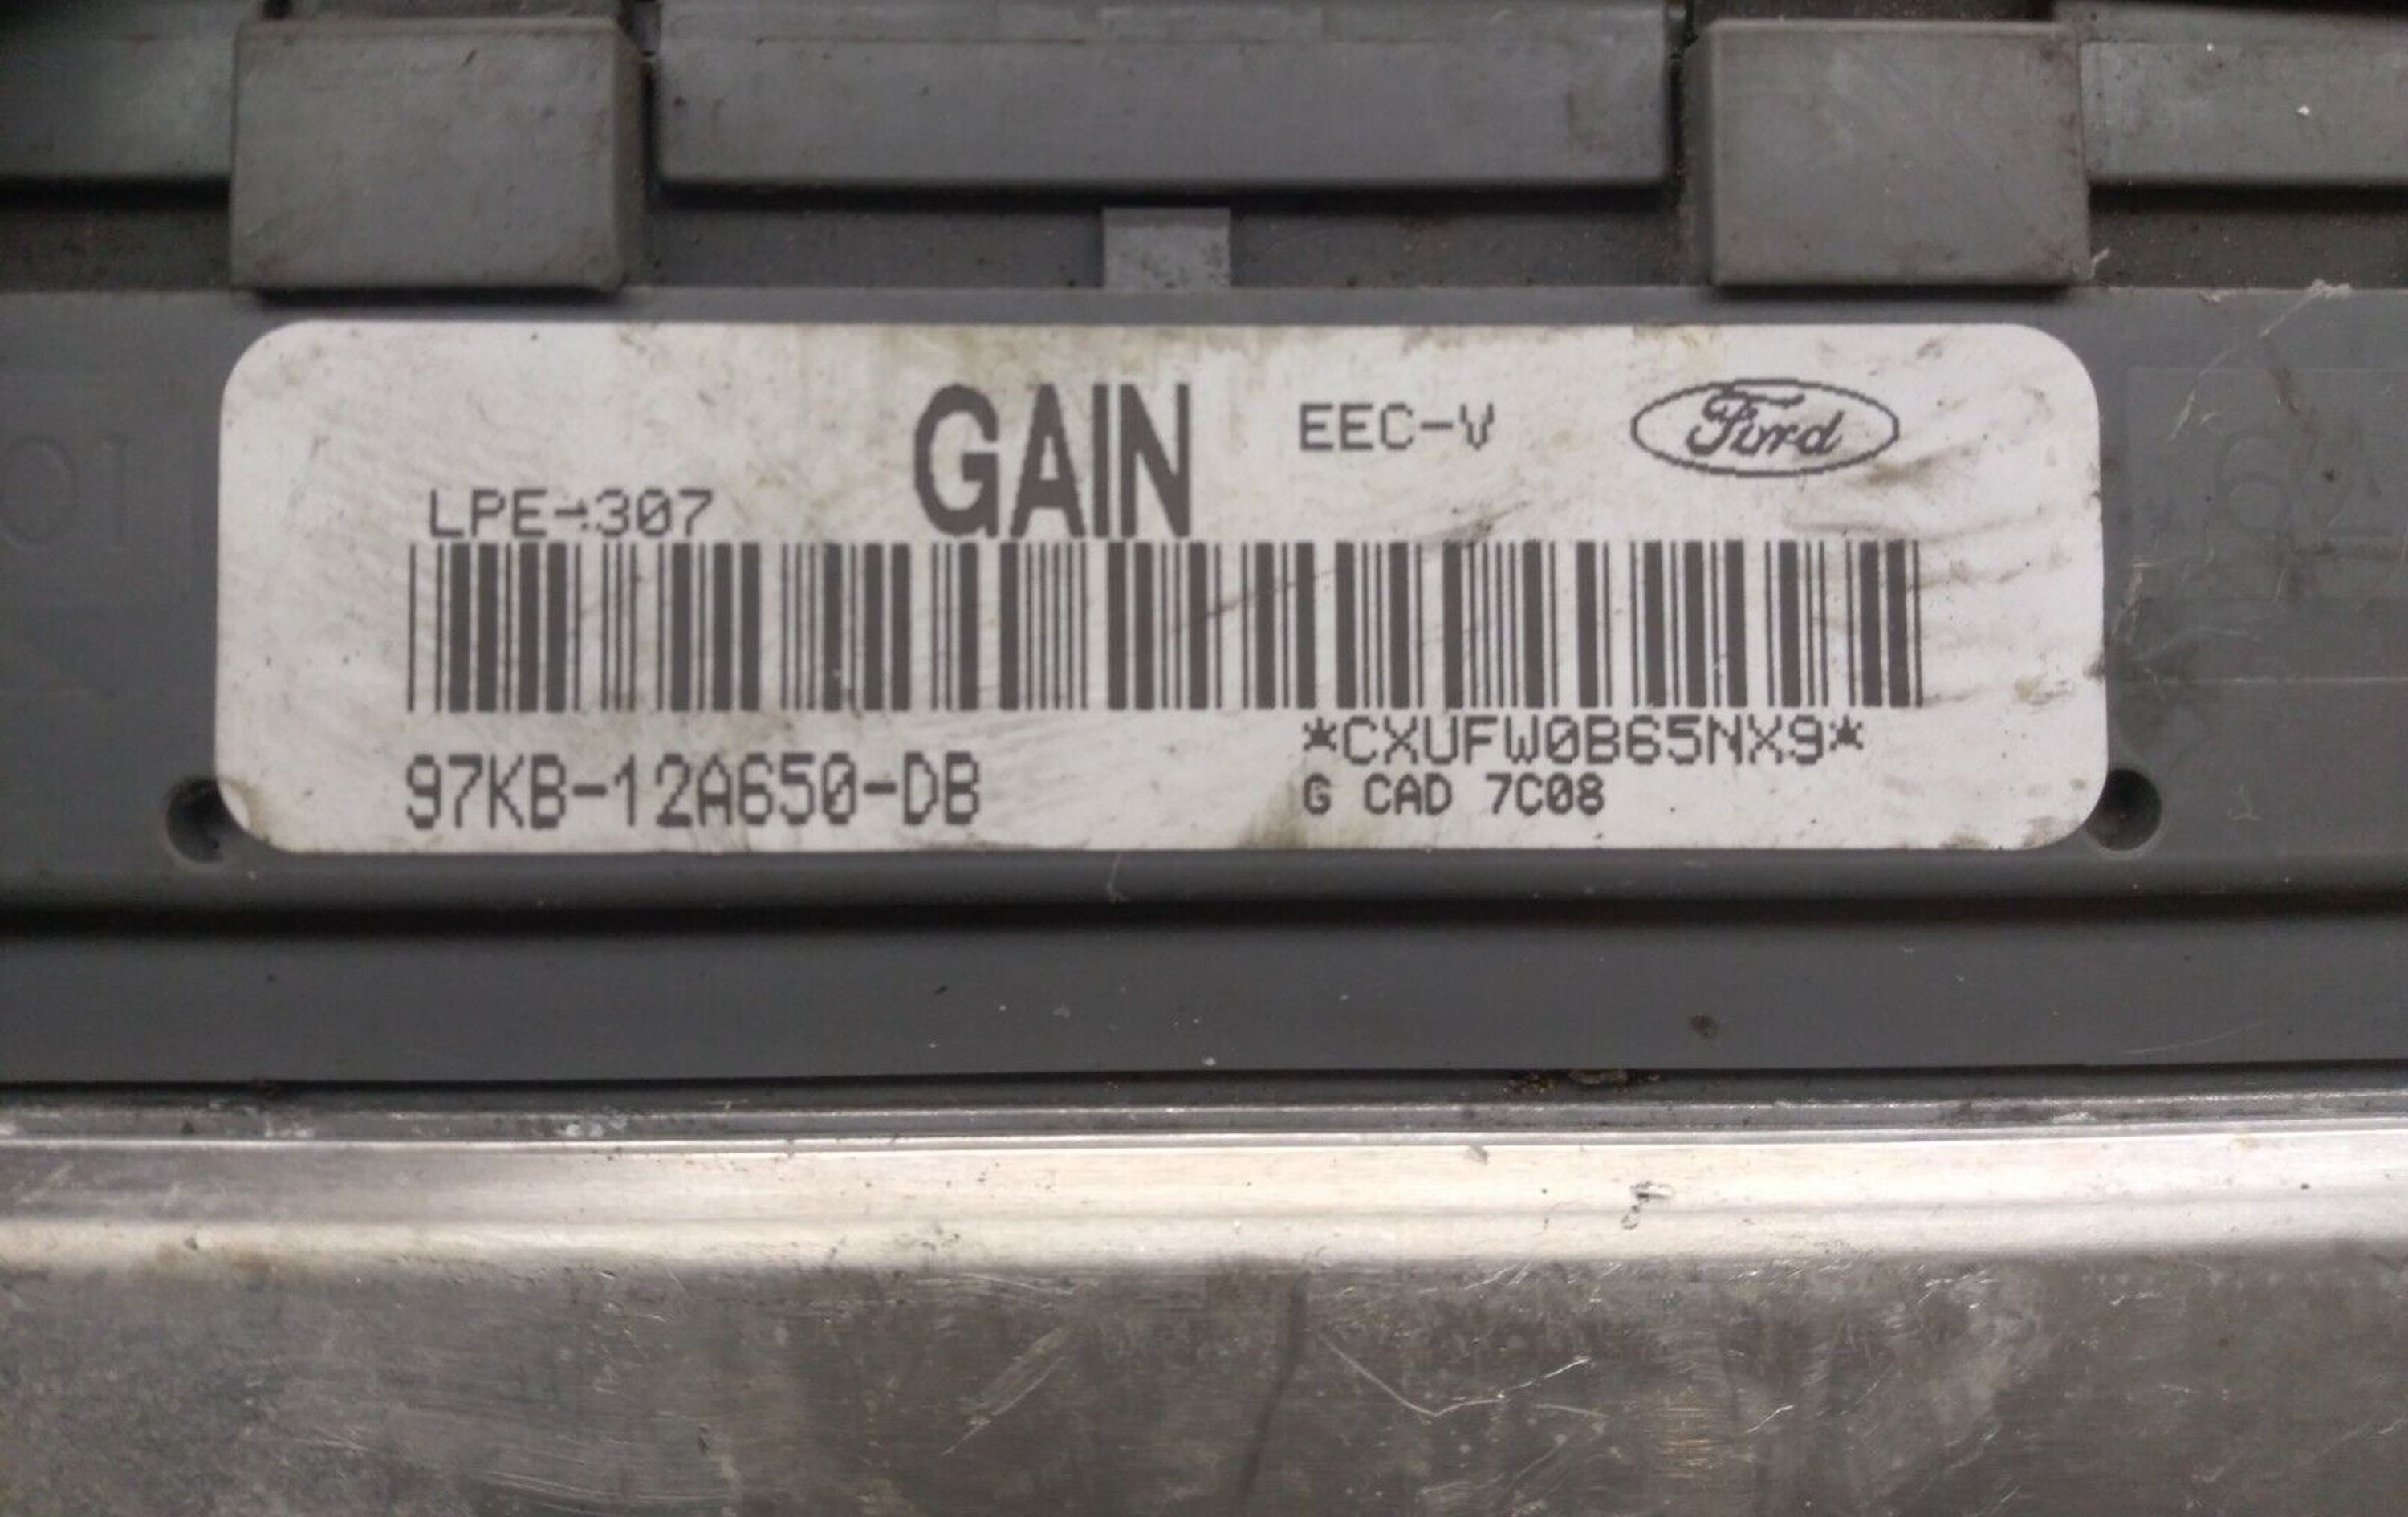 GAIN EEC-V Ford
LPE-307
*CXUFW0B65NX9*
97KB-12A650-DB
G CAD 7C08